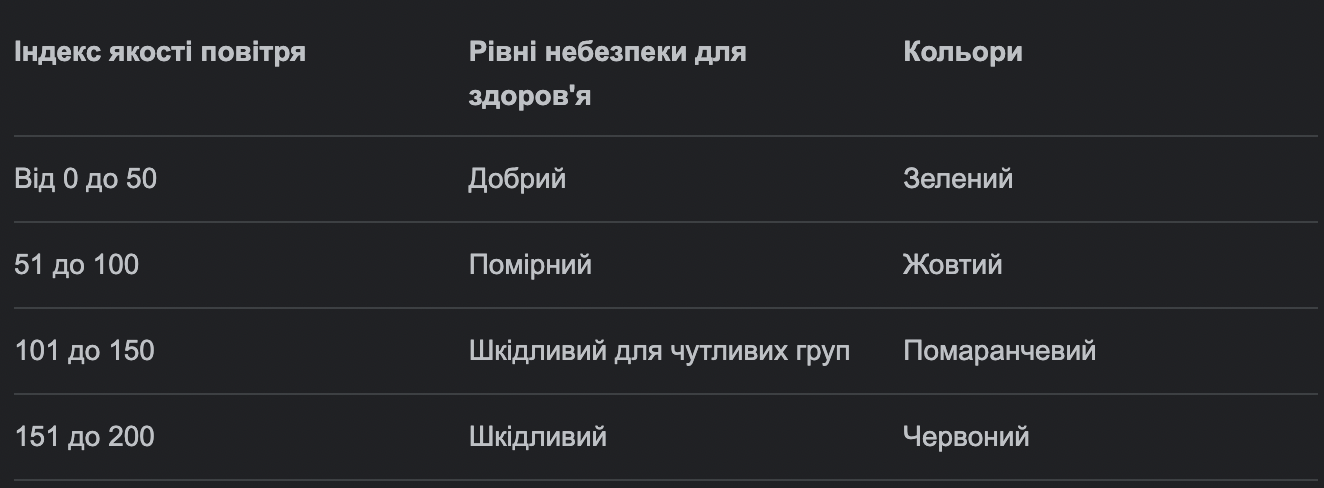 Індекс якості повітря Рівні небезпеки для здоров'я Кольори
Від 0 до 50 Добрий Зелений
51 до 100 Помірний Жовтий
101 до 150 Шкідливий для чутливих груп Помаранчевий
151 до 200 Шкідливий Червоний